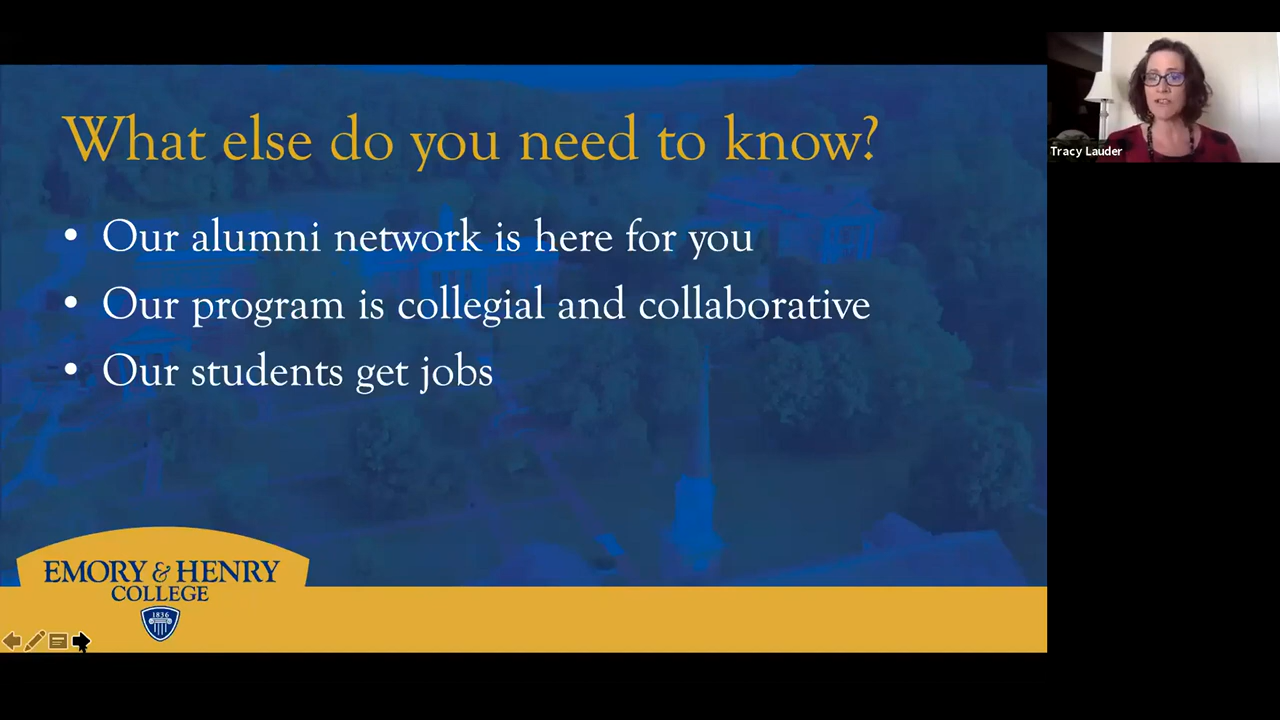 What else do you need to know?
• Our alumni network is here for you
• Our program is collegial and collaborative
• Our students get jobs
EMORY & HENRY
COLLEGE
1836
Tracy Lauder